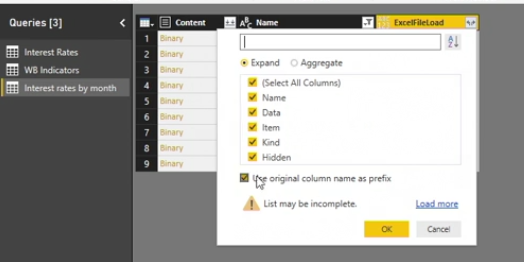 Queries [3]
Interest Rates
WB Indicators
Interest rates by month
Content
ABC Name
ExcelFileLoad
1 Binary
2 Binary
3 Binary
4 Binary
5 Binary
6 Binary
7 Binary
8 Binary
9 Binary
Expand Aggregate
(Select All Columns)
Name
Data
Item
Kind
Hidden
Use original column name as prefix
List may be incomplete. Load more
OK Cancel